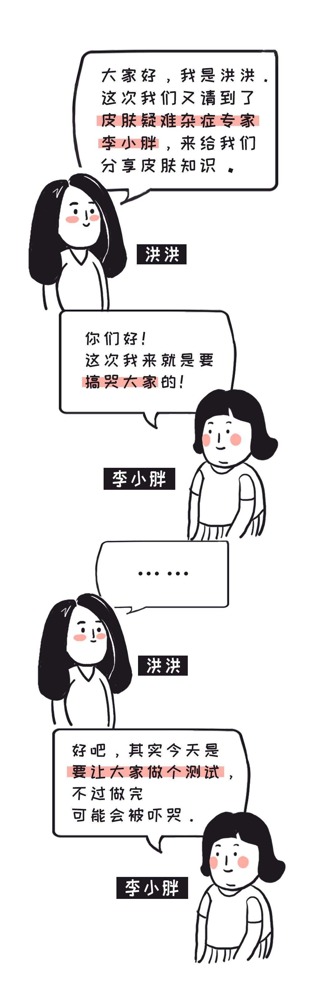 大家好，我是洪洪．
这次我们又请到了
皮肤疑难杂症专家
李小胖，来给我们
分享皮肤知识．
洪洪
你们好！
这次我来就是要
搞哭大家的！
李小胖
……
洪洪
好吧，其实今天是
要让大家做个测试，
不过做完
可能会被吓哭．
李小胖